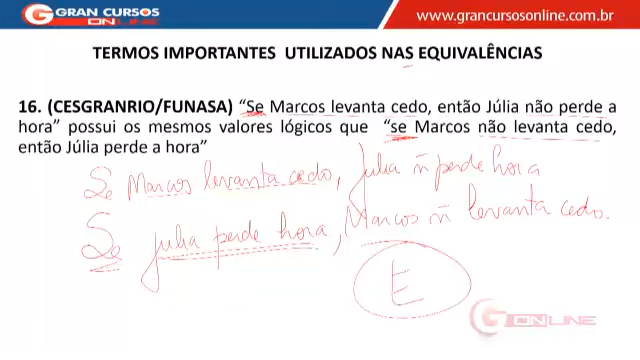 GRAN CURSOS
ONLINE
www.grancursosonline.com.br
TERMOS IMPORTANTES UTILIZADOS NAS EQUIVALÊNCIAS
16. (CESGRANRIO/FUNASA) “Se Marcos levanta cedo, então Júlia não perde a
hora” possui os mesmos valores lógicos que “se Marcos não levanta cedo,
então Júlia perde a hora”
Se Marcos levanta cedo, Julia ñ perde hora
Se julia perde hora, Marcos ñ levanta cedo.
E
GRAN
ONLINE